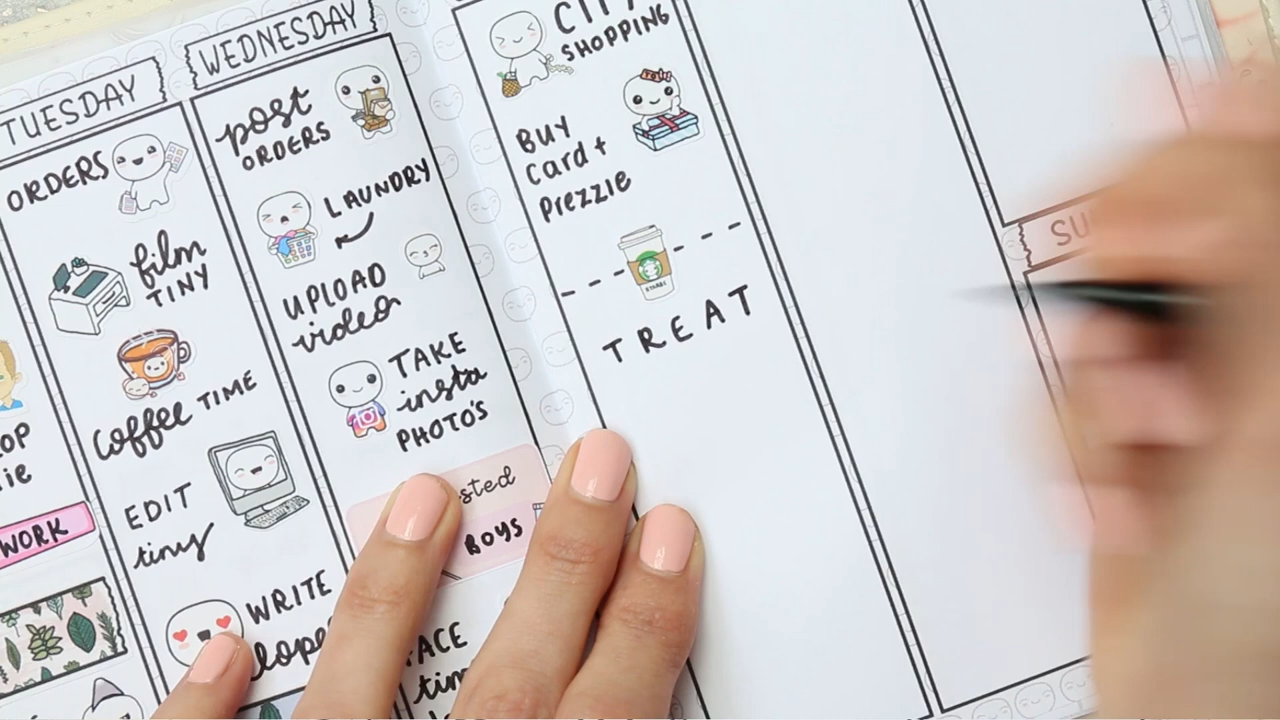 TUESDAY
ORDERS
film
TINY
Coffee TIME
EDIT
tiny
WRITE
WORK
WEDNESDAY
post
ORDERS
LAUNDRY
UPLOAD
video
TAKE
insta
PHOTO'S
BOYS
CITY
SHOPPING
BUY
Card +
Prezzie
TREAT